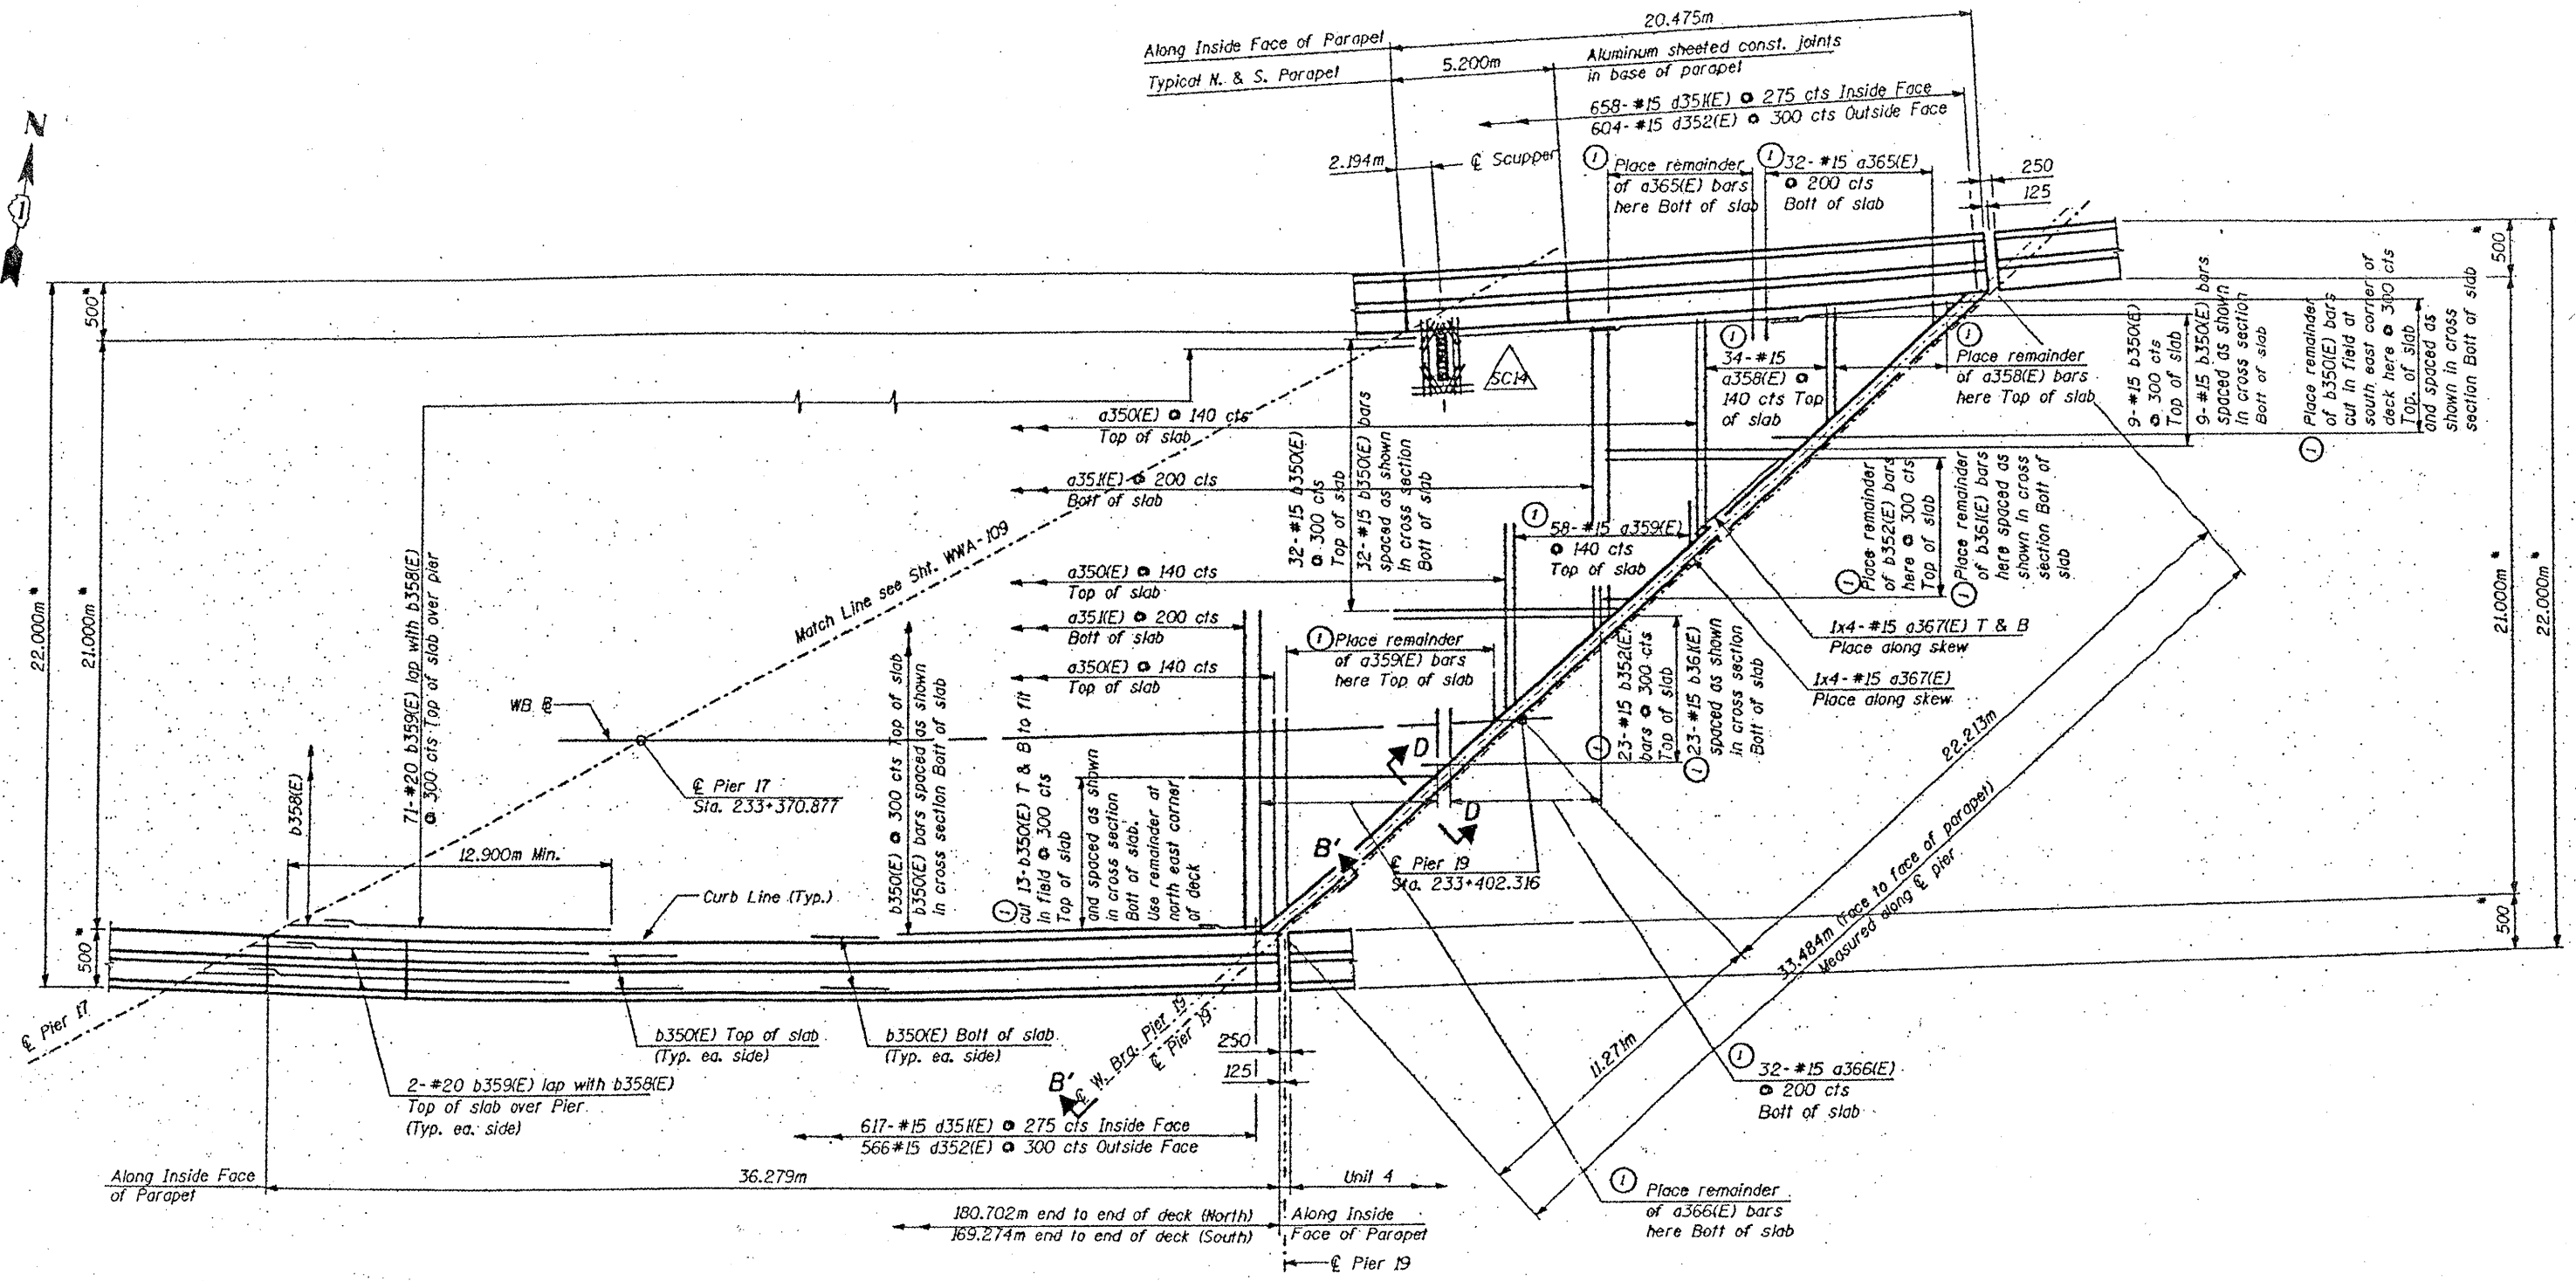 20.475m
Along Inside Face of Parapet
Typical N. & S. Parapet
5.200m
Aluminum sheeted const. joints
in base of parapet
658-#15 d351(E) @ 275 cts Inside Face
604-#15 d352(E) @ 300 cts Outside Face
N
1
2.194m
℄ Scupper
1 Place remainder
of a365(E) bars
here Bott of slab
1 32-#15 a365(E)
@ 200 cts
Bott of slab
250
125
500*
500*
22.000m*
21.000m*
SC14
1
34-#15
a358(E) @
140 cts Top
of slab
1
Place remainder
of a358(E) bars
here Top of slab
9-#15 b350(E)
@ 300 cts
Top of slab
9-#15 b350(E) bars
spaced as shown
in cross section
Bott of slab
1 Place remainder
of b350(E) bars
cut in field at
south east corner of
deck here @ 300 cts
Top of slab
and spaced as
shown in cross
section Bott of slab
a350(E) @ 140 cts
Top of slab
a351(E) @ 200 cts
Bott of slab
32-#15 b350(E)
@ 300 cts
Top of slab
32-#15 b350(E) bars
spaced as shown
in cross section
Bott of slab
1
58-#15 a359(E)
@ 140 cts
Top of slab
1 Place remainder
of b352(E) bars
here @ 300 cts
Top of slab
1 Place remainder
of b361(E) bars
here spaced as
shown in cross
section Bott of
slab
Match Line see Sht. WWA-109
71-#20 b359(E) lap with b358(E)
@ 300 cts Top of slab over pier
a350(E) @ 140 cts
Top of slab
a351(E) @ 200 cts
Bott of slab
a350(E) @ 140 cts
Top of slab
1 Place remainder
of a359(E) bars
here Top of slab
1
23-#15 b352(E)
bars @ 300 cts
Top of slab
1 23-#15 b361(E)
spaced as shown
in cross section
Bott of slab
1x4-#15 a367(E) T & B
Place along skew
1x4-#15 a367(E)
Place along skew
21.000m*
22.000m*
WB ⅊
℄ Pier 17
Sta. 233+370.877
b358(E)
12.900m Min.
Curb Line (Typ.)
b350(E) @ 300 cts Top of slab
b350(E) bars spaced as shown
in cross section Bott of slab
1 cut 13-b350(E) T & B to fit
in field @ 300 cts
Top of slab
and spaced as shown
in cross section
Bott of slab.
Use remainder at
north east corner
of deck
D
D
B'
℄ Pier 19
Sta. 233+402.316
22.213m
33.484m (Face to face of parapet)
Measured along ℄ pier
11.271m
500*
500*
℄ Pier 17
b350(E) Top of slab
(Typ. ea. side)
b350(E) Bott of slab
(Typ. ea. side)
2-#20 b359(E) lap with b358(E)
Top of slab over Pier
(Typ. ea. side)
℄ W. Brg. Pier 19
℄ Pier 19
B'
250
125
1
32-#15 a366(E)
@ 200 cts
Bott of slab
617-#15 d351(E) @ 275 cts Inside Face
566#15 d352(E) @ 300 cts Outside Face
Along Inside Face
of Parapet
36.279m
Unit 4
1 Place remainder
of a366(E) bars
here Bott of slab
180.702m end to end of deck (North)
169.274m end to end of deck (South)
Along Inside
Face of Parapet
℄ Pier 19